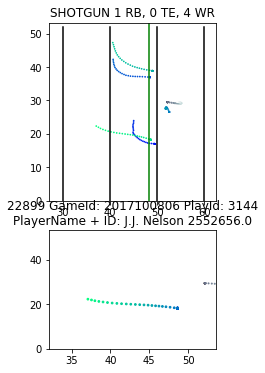 SHOTGUN 1 RB, 0 TE, 4 WR
50
40
30
20
10
0
30 40 50 60
22899 GameId: 2017100806 PlayId: 3144
PlayerName + ID: J.J. Nelson 2552656.0
40
20
0
35 40 45 50